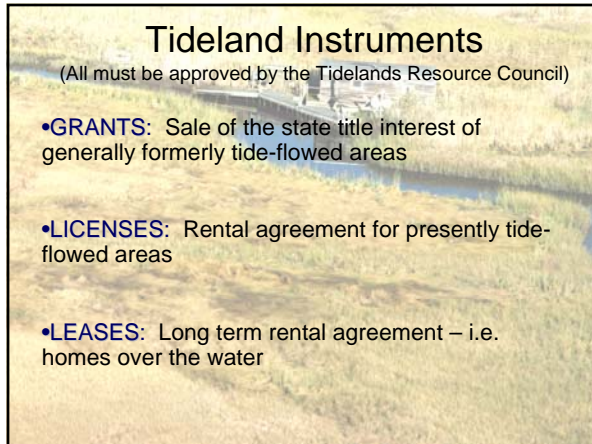 Tideland Instruments
(All must be approved by the Tidelands Resource Council)
•GRANTS: Sale of the state title interest of
generally formerly tide-flowed areas
•LICENSES: Rental agreement for presently tide-
flowed areas
•LEASES: Long term rental agreement – i.e.
homes over the water